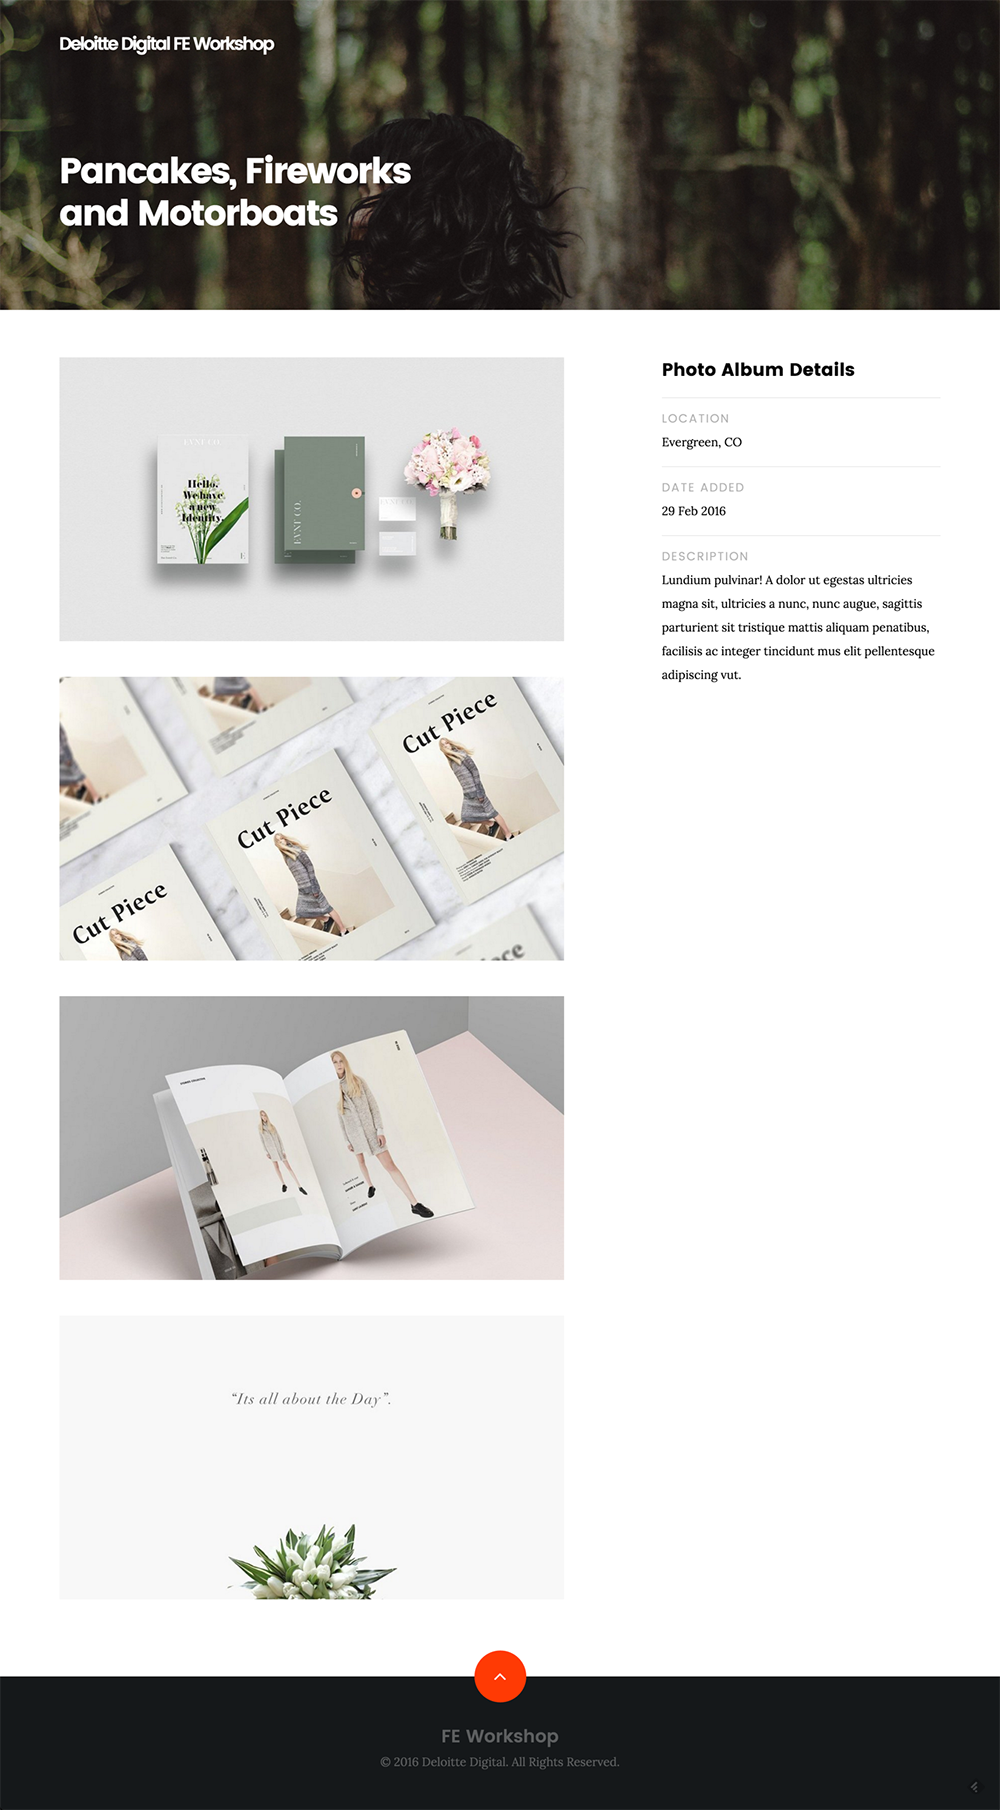 Deloitte Digital FE Workshop
Pancakes, Fireworks
and Motorboats
Hello.
We have
a new
Identity.
EVNT CO.
Cut Piece
Cut Piece
Cut Piece
“Its all about the Day”.
Photo Album Details
LOCATION
Evergreen, CO
DATE ADDED
29 Feb 2016
DESCRIPTION
Lundium pulvinar! A dolor ut egestas ultricies
magna sit, ultricies a nunc, nunc augue, sagittis
parturient sit tristique mattis aliquam penatibus,
facilisis ac integer tincidunt mus elit pellentesque
adipiscing vut.
FE Workshop
© 2016 Deloitte Digital. All Rights Reserved.